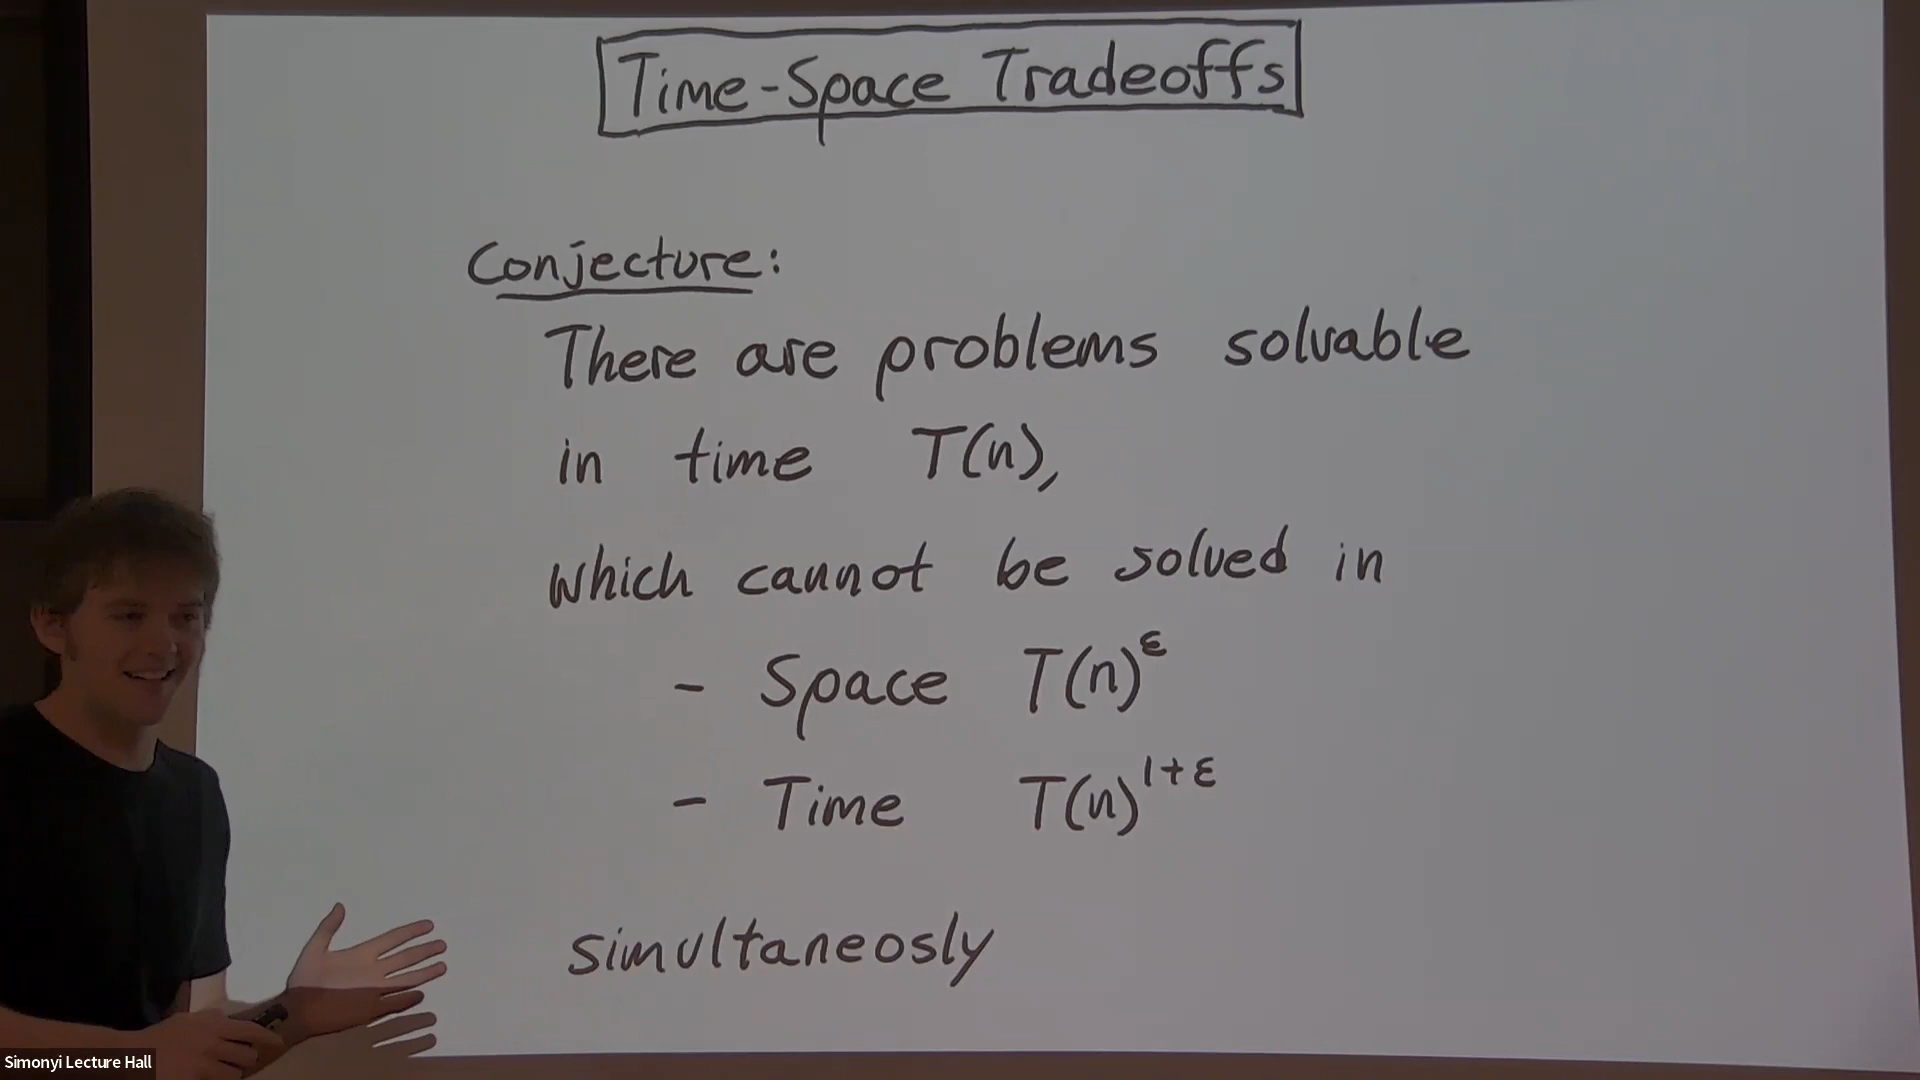 Time-Space Tradeoffs
Conjecture:
There are problems solvable
in time T(n),
which cannot be solved in
- Space T(n)^ε
- Time T(n)^1+ε
simultaneosly
Simonyi Lecture Hall